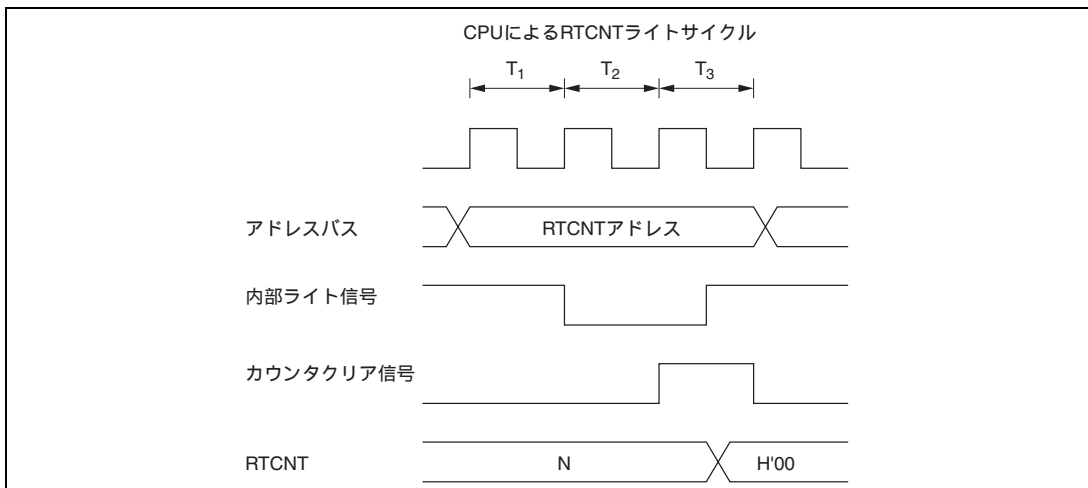 CPUによるRTCNTライトサイクル
T₁ T₂ T₃
アドレスバス RTCNTアドレス
内部ライト信号
カウンタクリア信号
RTCNT N H'00